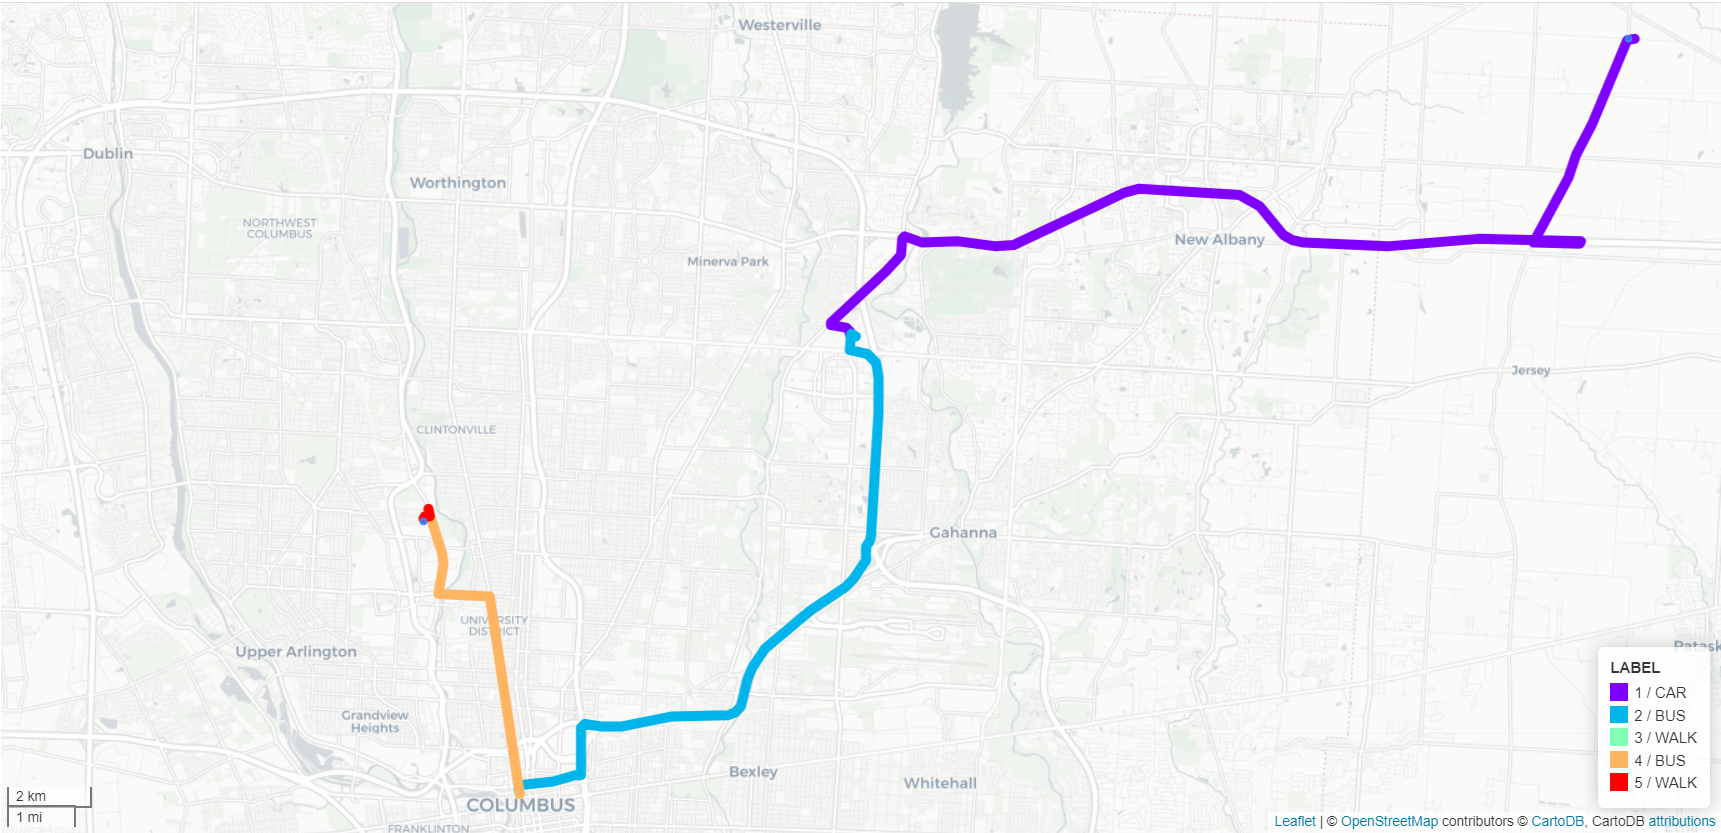 Westerville
Dublin
Worthington
NORTHWEST
COLUMBUS
New Albany
Minerva Park
Jersey
CLINTONVILLE
Gahanna
UNIVERSITY
DISTRICT
Upper Arlington
Patask
Grandview
Heights
Bexley
Whitehall
COLUMBUS
FRANKLINTON
LABEL
1 / CAR
2 / BUS
3 / WALK
4 / BUS
5 / WALK
2 km
1 mi
Leaflet | © OpenStreetMap contributors © CartoDB, CartoDB attributions